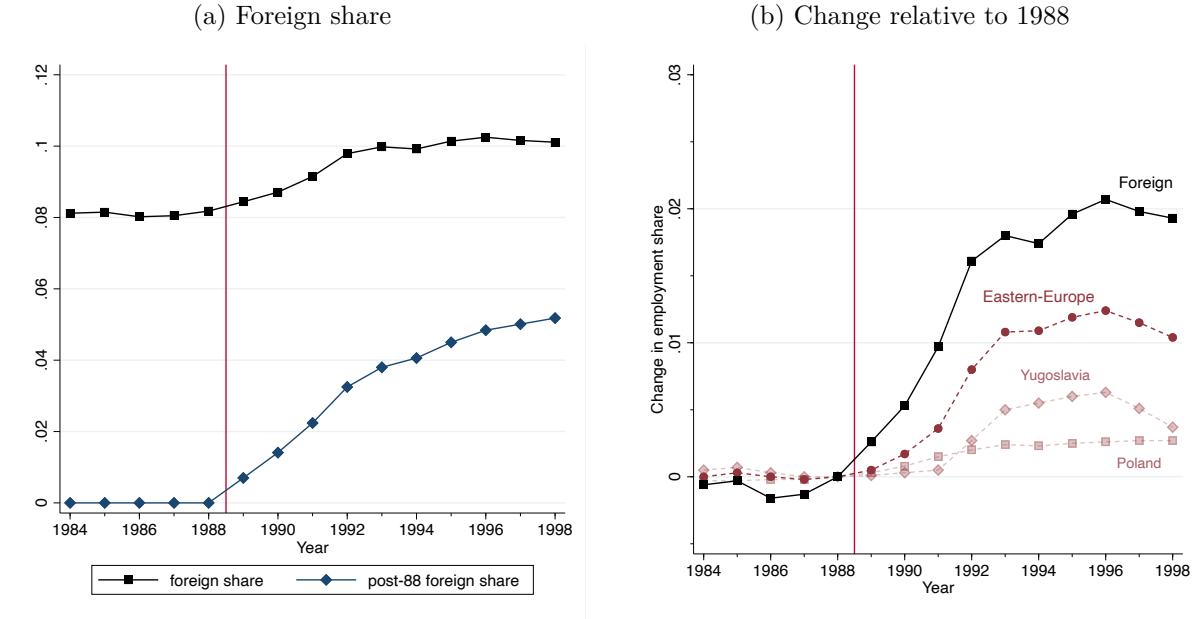 (a) Foreign share
.12
.1
.08
.06
.04
.02
0
1984 1986 1988 1990 1992 1994 1996 1998
Year
foreign share post-88 foreign share
(b) Change relative to 1988
Change in employment share
.03
.02
.01
0
Foreign
Eastern-Europe
Yugoslavia
Poland
1984 1986 1988 1990 1992 1994 1996 1998
Year